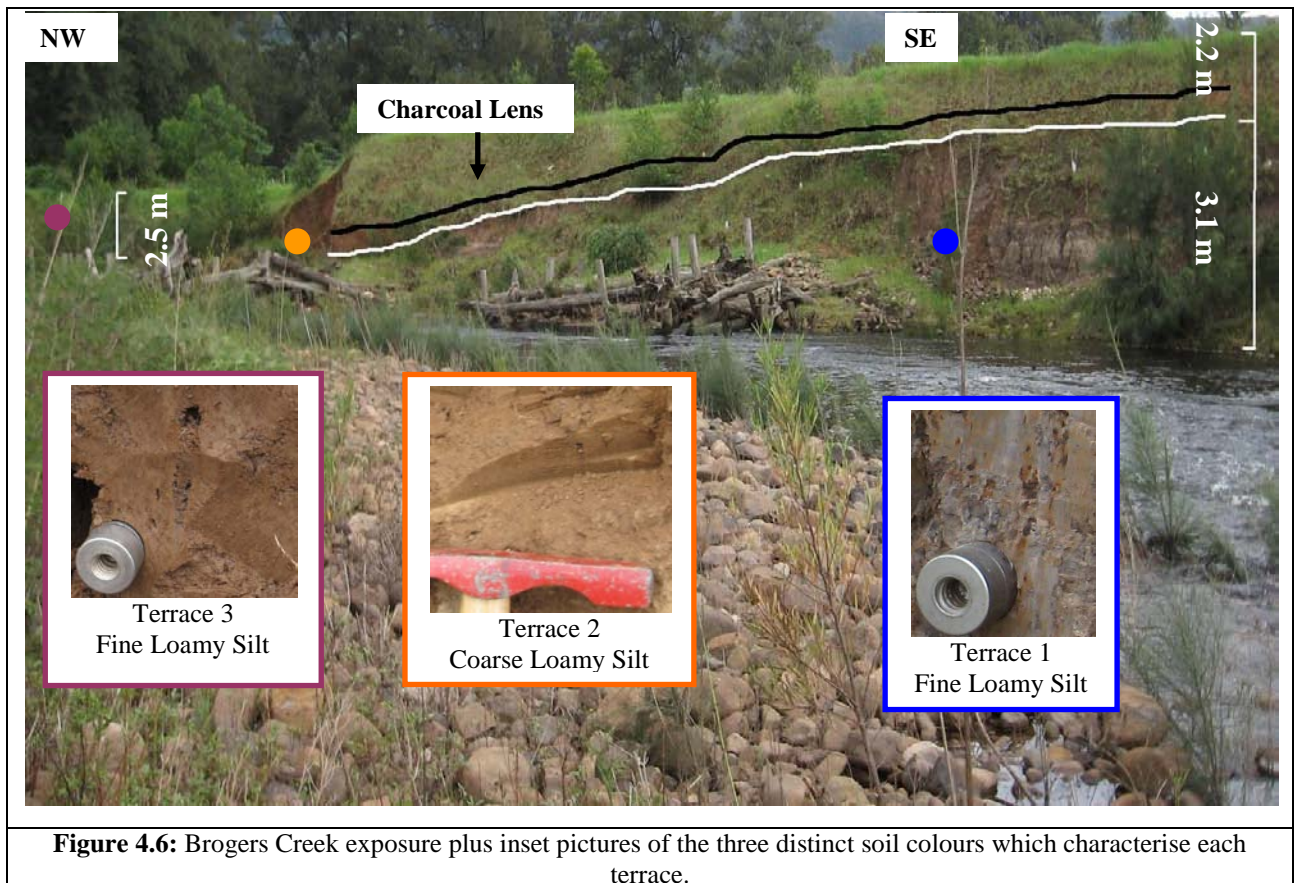 NW
SE
2.2 m
Charcoal Lens
2.5 m
3.1 m
Terrace 3
Fine Loamy Silt
Terrace 2
Coarse Loamy Silt
Terrace 1
Fine Loamy Silt
Figure 4.6: Brogers Creek exposure plus inset pictures of the three distinct soil colours which characterise each
terrace.